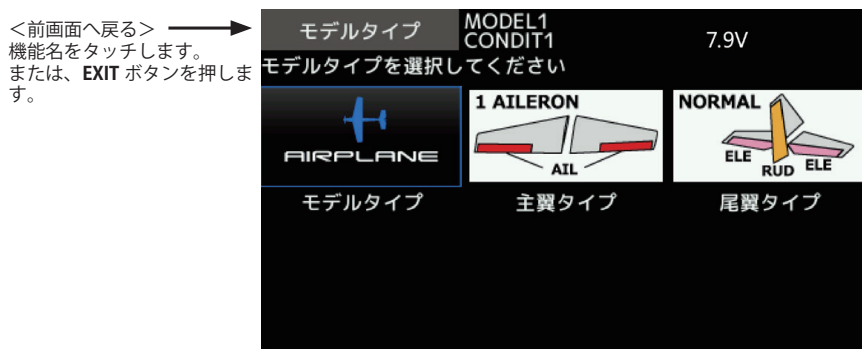 ＜前画面へ戻る＞
機能名をタッチします。
または、EXIT ボタンを押しま
す。
モデルタイプ
MODEL1
CONDIT1
7.9V
モデルタイプを選択してください
AIRPLANE
1 AILERON
AIL
NORMAL
ELE
RUD
ELE
モデルタイプ
主翼タイプ
尾翼タイプ